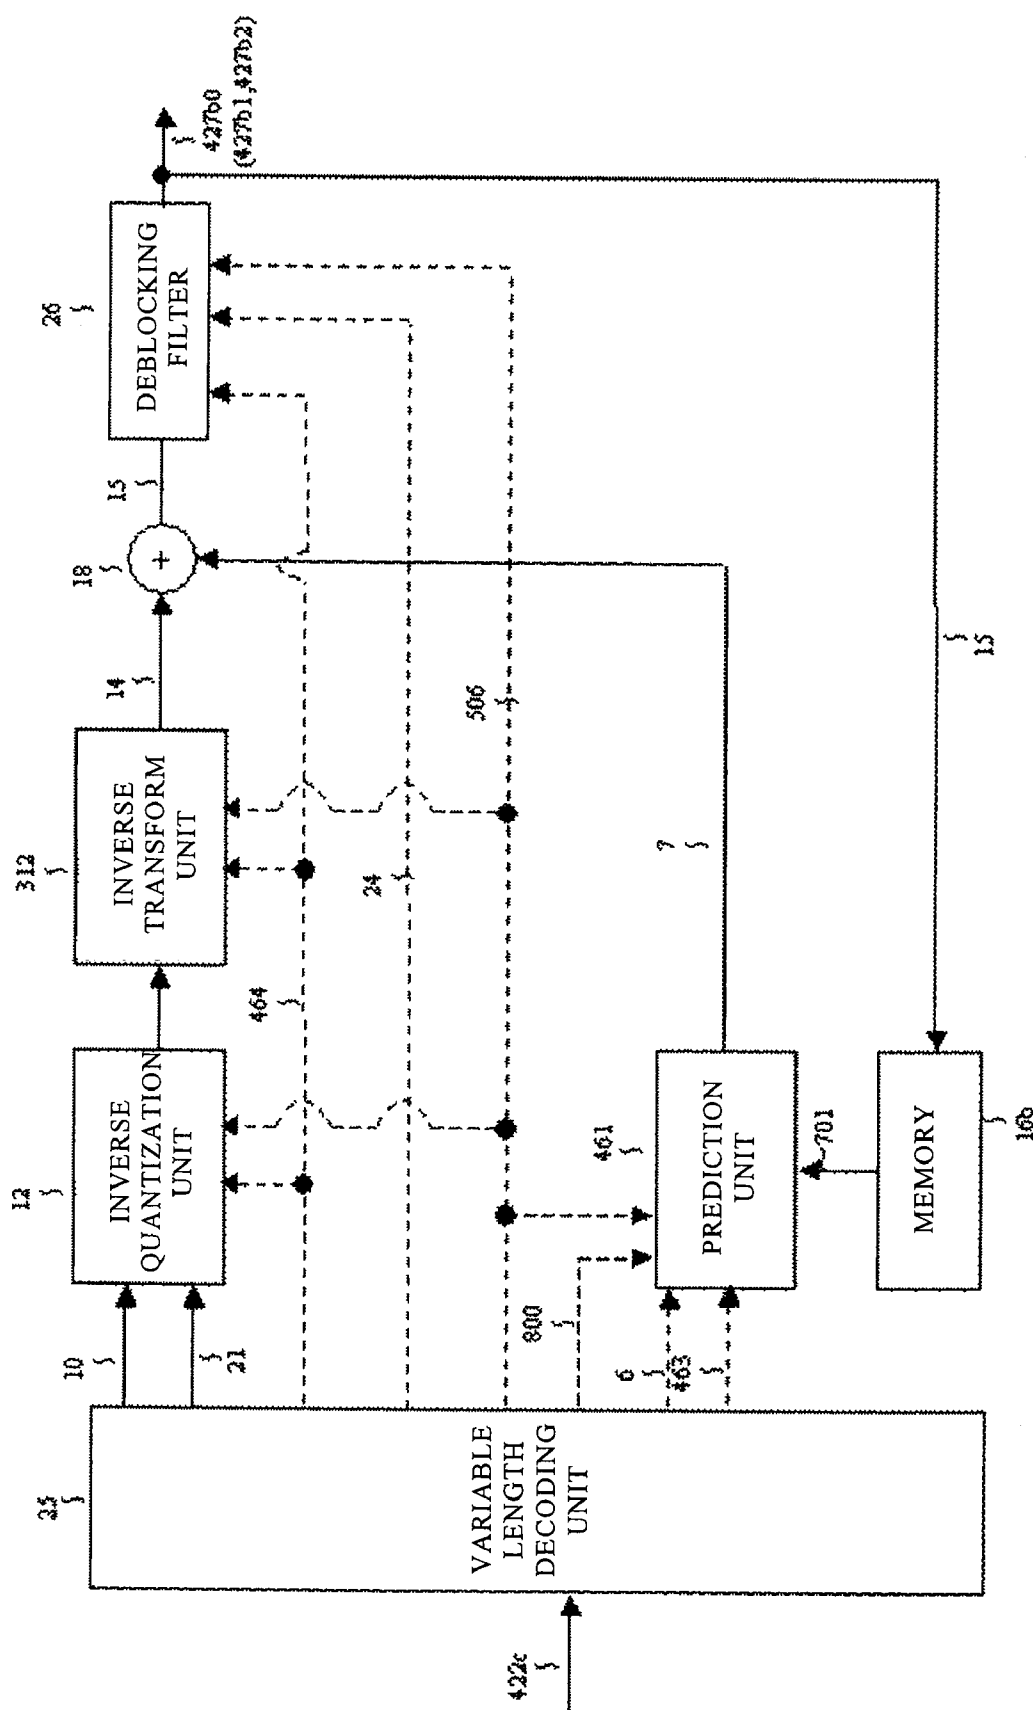 422c
25
VARIABLE
LENGTH
DECODING
UNIT
10
21
12
INVERSE
QUANTIZATION
UNIT
464
312
INVERSE
TRANSFORM
UNIT
14
18
+
15
26
DEBLOCKING
FILTER
427b0
(427b1,427b2)
24
506
800
6
463
461
PREDICTION
UNIT
7
701
MEMORY
16b
15